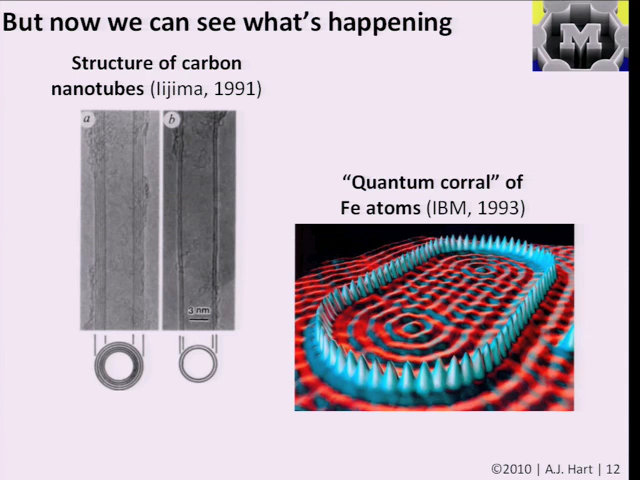 But now we can see what's happening
M
Structure of carbon
nanotubes (Iijima, 1991)
a
b
3 nm
"Quantum corral" of
Fe atoms (IBM, 1993)
©2010 | A.J. Hart | 12